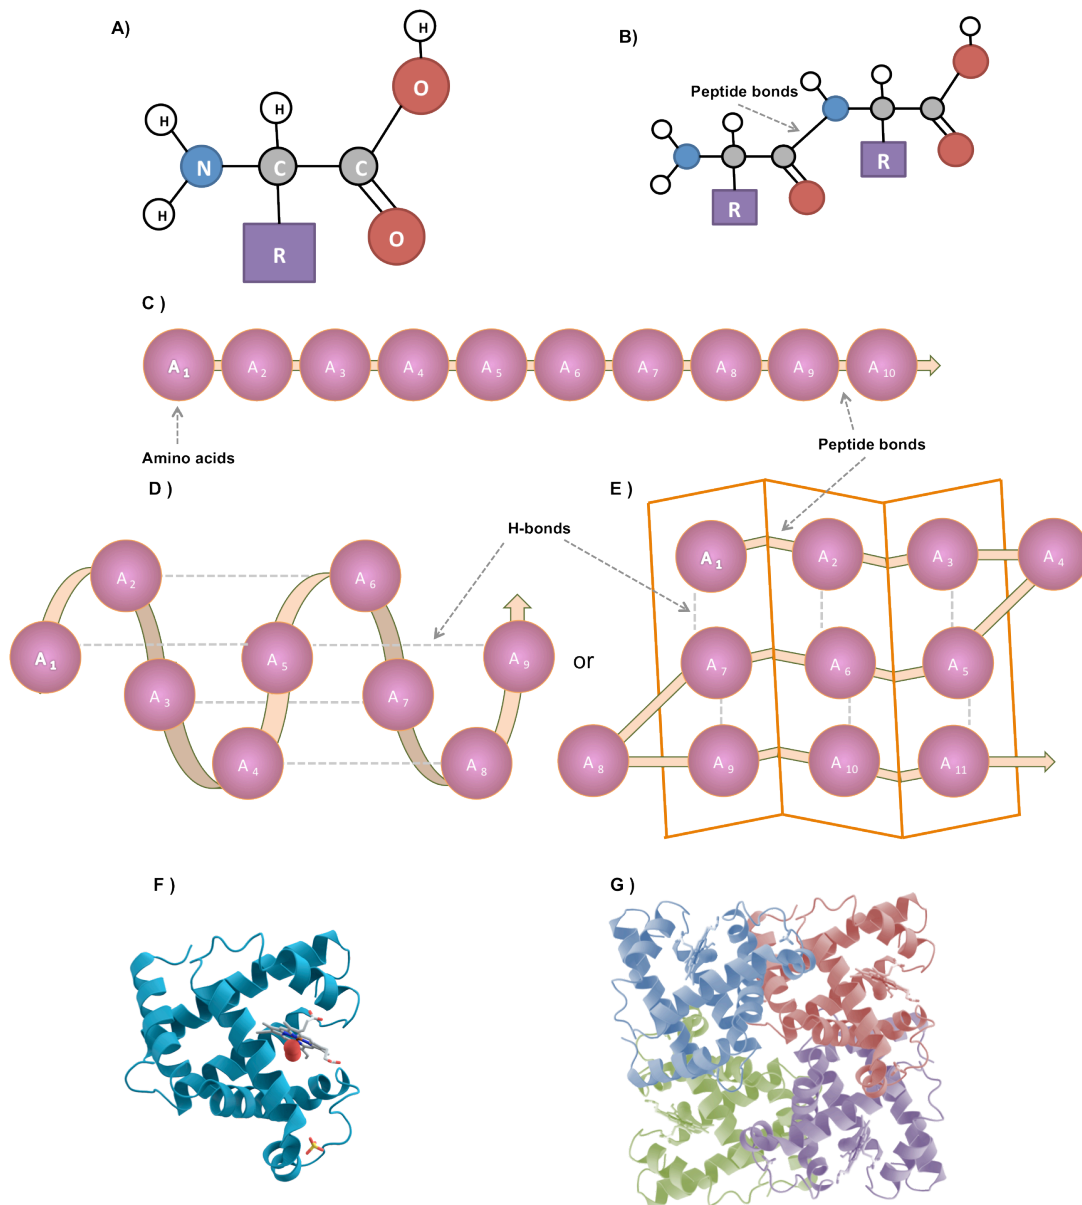 A)
H
O
H
H
N
C
C
H
R
O
B)
Peptide bonds
R
R
C )
A1 A2 A3 A4 A5 A6 A7 A8 A9 A10
Amino acids
Peptide bonds
D )
H-bonds
A1
A2
A3
A4
A5
A6
A7
A8
A9
or
E )
A1 A2 A3 A4
A7 A6 A5
A8 A9 A10 A11
F )
G )